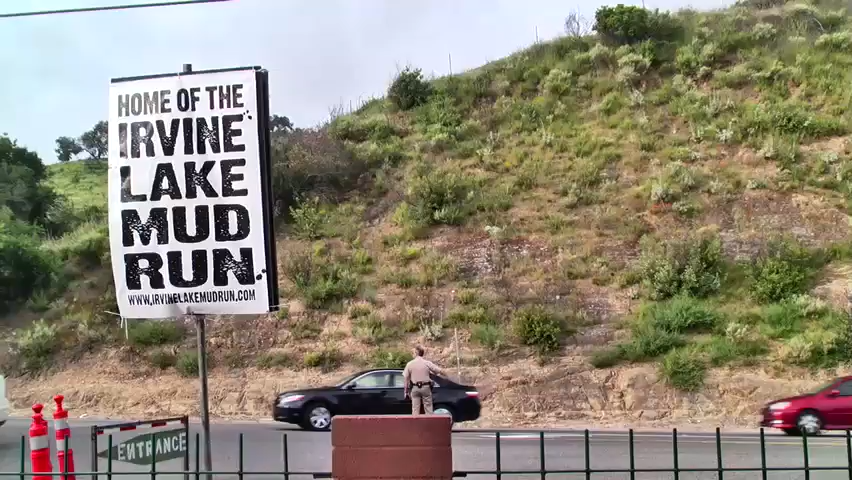 HOME OF THE
IRVINE
LAKE
MUD
RUN
WWW.IRVINELAKEMUDRUN.COM
ENTRANCE